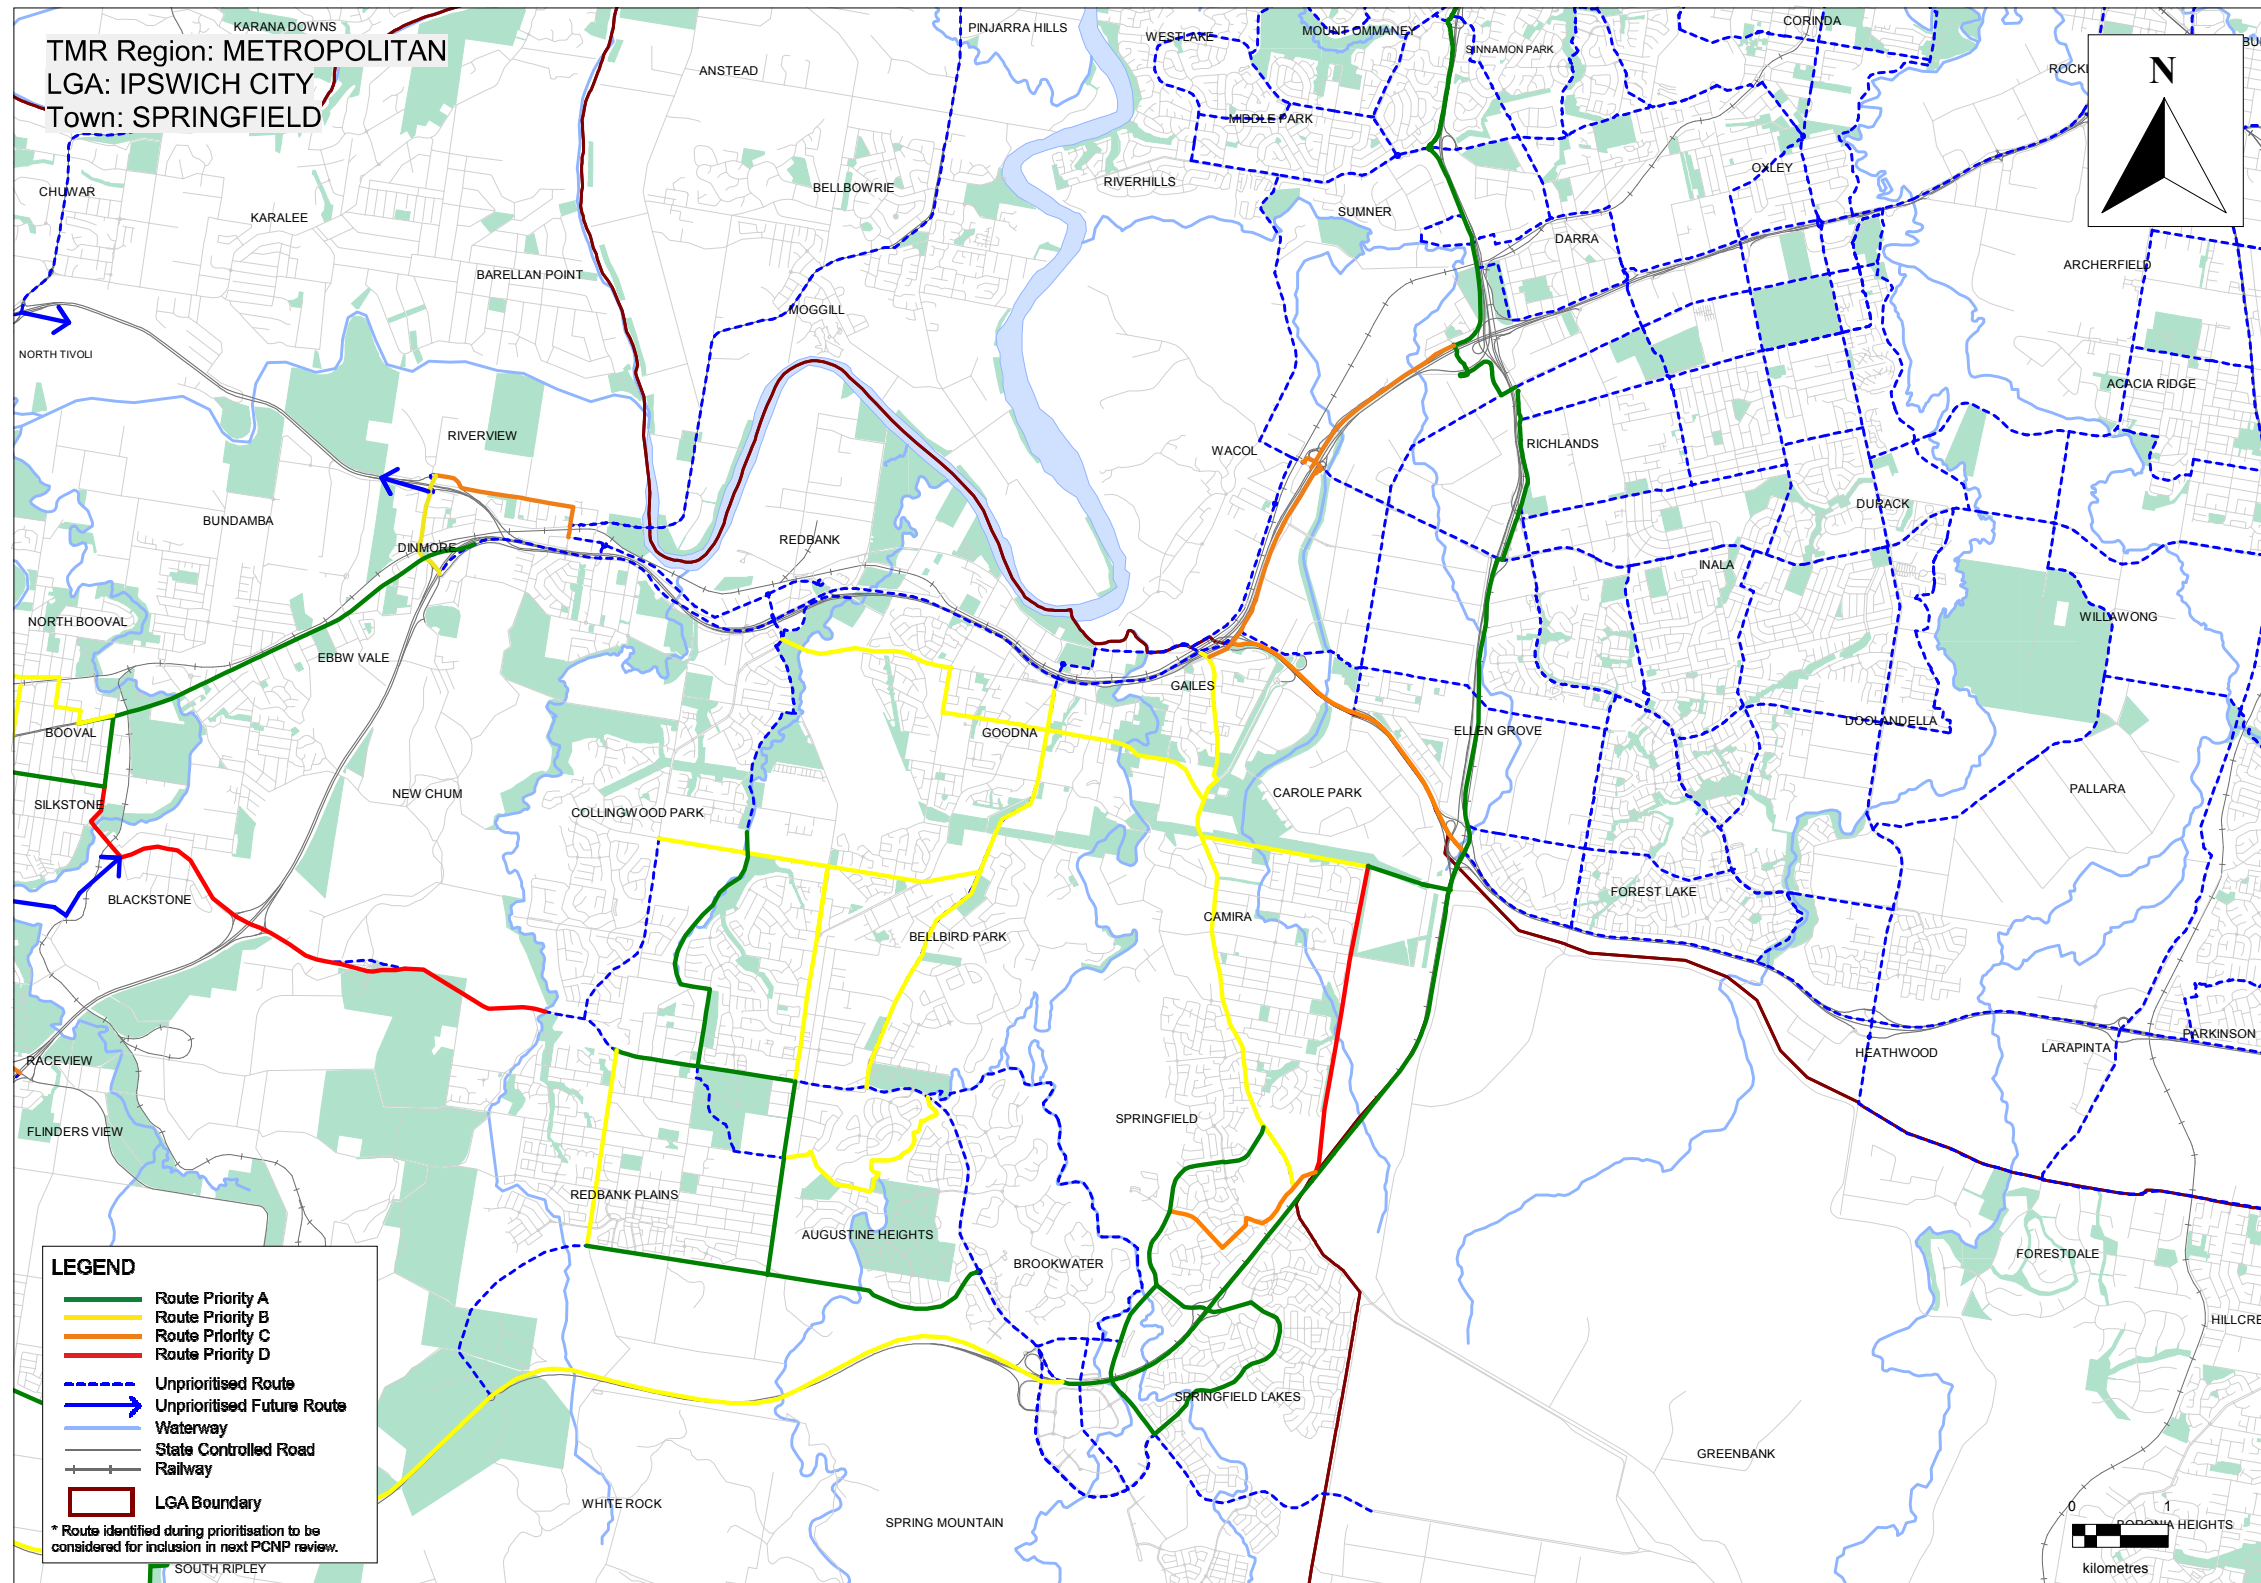 TMR Region: METROPOLITAN
LGA: IPSWICH CITY
Town: SPRINGFIELD
KARANA DOWNS
PINJARRA HILLS
WESTLAKE
MOUNT OMMANEY
SINNAMON PARK
CORINDA
ANSTEAD
N
MIDDLE PARK
OXLEY
CHUWAR
KARALEE
BELLBOWRIE
RIVERHILLS
SUMNER
DARRA
ARCHERFIELD
BARELLAN POINT
MOGGILL
NORTH TIVOLI
ACACIA RIDGE
RIVERVIEW
WACOL
RICHLANDS
BUNDAMBA
DURACK
DINMORE
REDBANK
INALA
NORTH BOOVAL
WILLAWONG
EBBW VALE
GAILES
BOOVAL
GOODNA
ELLEN GROVE
DOOLANDELLA
SILKSTONE
NEW CHUM
COLLINGWOOD PARK
CAROLE PARK
PALLARA
BLACKSTONE
FOREST LAKE
CAMIRA
BELLBIRD PARK
RACEVIEW
HEATHWOOD
LARAPINTA
PARKINSON
FLINDERS VIEW
SPRINGFIELD
REDBANK PLAINS
AUGUSTINE HEIGHTS
BROOKWATER
FORESTDALE
HILLCRE
SPRINGFIELD LAKES
GREENBANK
WHITE ROCK
SPRING MOUNTAIN
BORONIA HEIGHTS
SOUTH RIPLEY
LEGEND
Route Priority A
Route Priority B
Route Priority C
Route Priority D
Unprioritised Route
Unprioritised Future Route
Waterway
State Controlled Road
Railway
LGA Boundary
* Route identified during prioritisation to be
considered for inclusion in next PCNP review.
0 1
kilometres